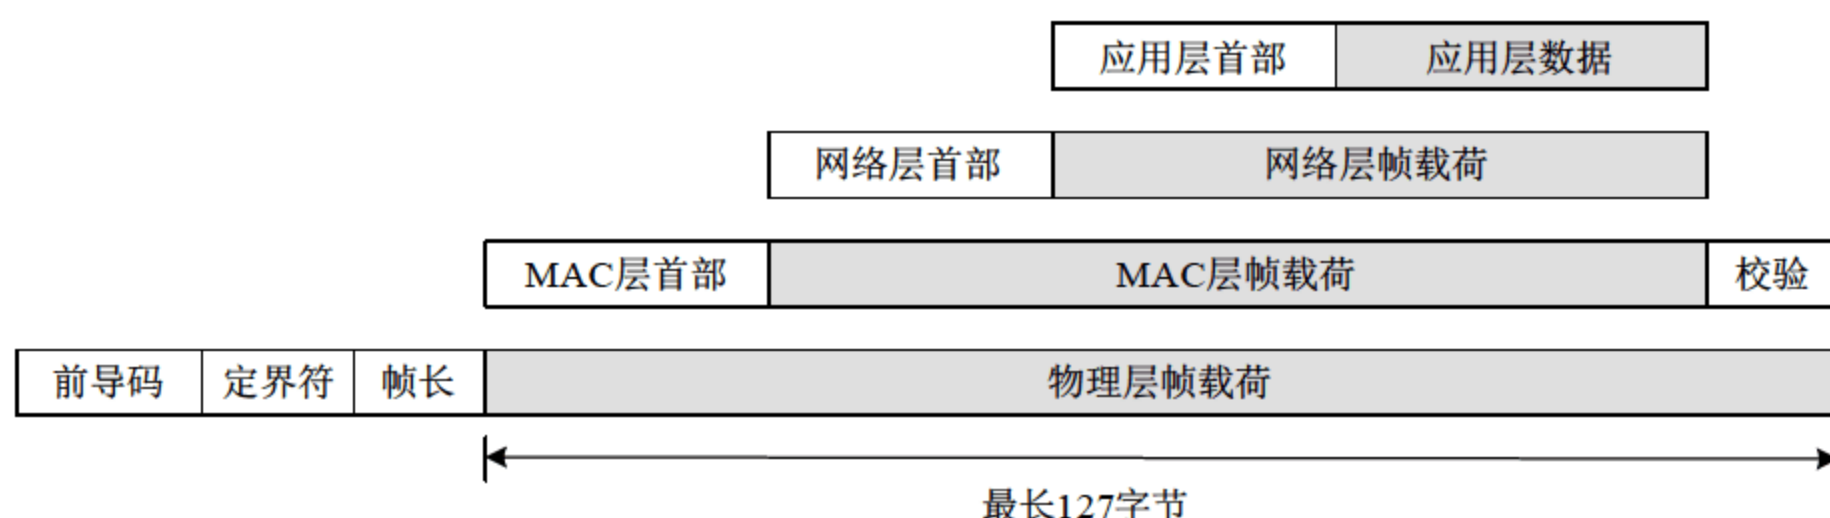 应用层首部 应用层数据
网络层首部 网络层帧载荷
MAC层首部 MAC层帧载荷 校验
前导码 定界符 帧长 物理层帧载荷
最长127字节